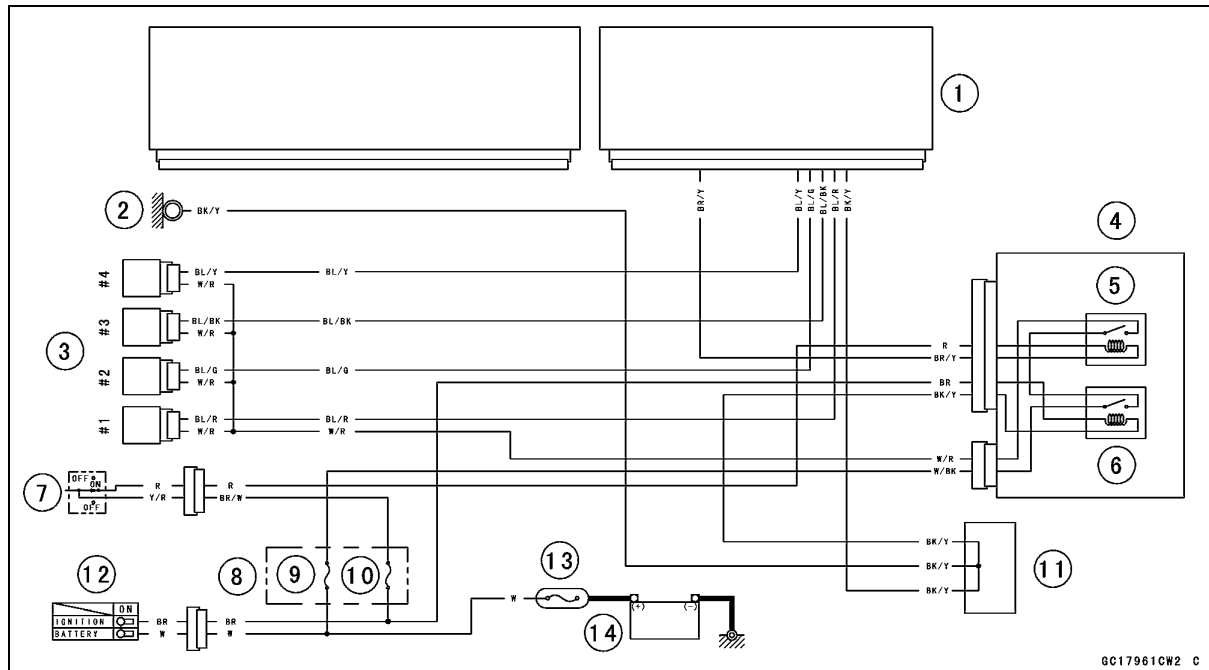 1
BR/Y
BL/Y
BL/G
BL/BK
BL/R
BK/Y
2
BK/Y
4
5
#4
BL/Y
BL/Y
W/R
#3
BL/BK
BL/BK
W/R
3
R
BR/Y
#2
BL/G
BL/G
W/R
BR
BK/Y
#1
BL/R
BL/R
W/R
W/R
6
W/R
W/BK
7
OFF
ON
OFF
R
R
Y/R
BR/W
8
9
10
13
BK/Y
BK/Y
BK/Y
11
12
ON
IGNITION
BATTERY
BR
BR
W
W
W
(+)
(-)
14
GC17961CW2 C